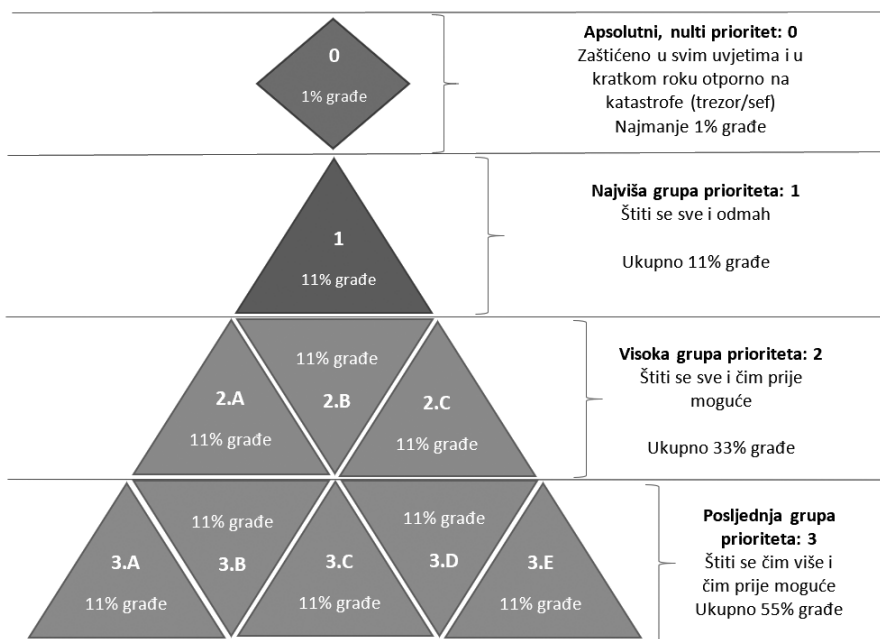 0
1% građe
Apsolutni, nulti prioritet: 0
Zaštićeno u svim uvjetima i u
kratkom roku otporno na
katastrofe (trezor/sef)
Najmanje 1% građe
1
11% građe
Najviša grupa prioriteta: 1
Štiti se sve i odmah
Ukupno 11% građe
2.A
11% građe
11% građe
2.B
2.C
11% građe
Visoka grupa prioriteta: 2
Štiti se sve i čim prije
moguće
Ukupno 33% građe
3.A
11% građe
11% građe
3.B
3.C
11% građe
11% građe
3.D
3.E
11% građe
Posljednja grupa
prioriteta: 3
Štiti se čim više i
čim prije moguće
Ukupno 55% građe